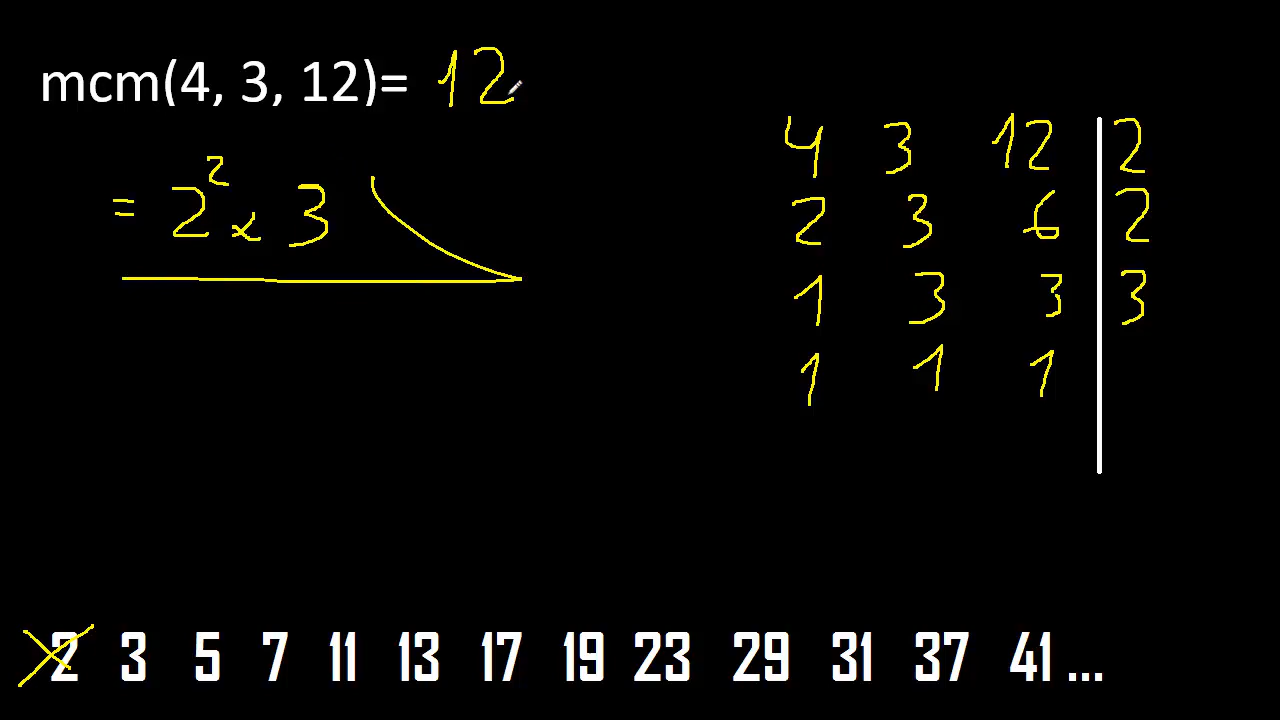 mcm(4, 3, 12)= 12
= 2² x 3
4 3 12 | 2
2 3 6 | 2
1 3 3 | 3
1 1 1 |
2 3 5 7 11 13 17 19 23 29 31 37 41 ...